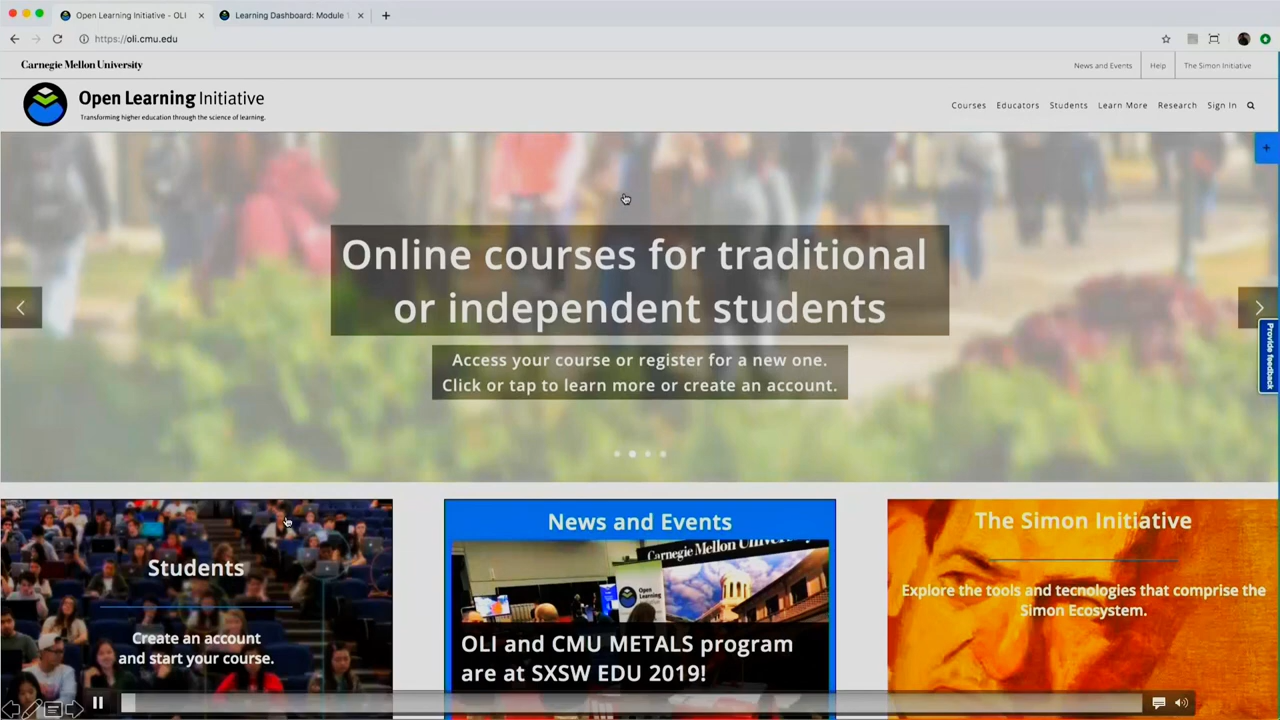 Open Learning Initiative - OLI
Learning Dashboard: Module
https://oli.cmu.edu
Carnegie Mellon University
News and Events
Help
The Simon Initiative
Open Learning Initiative
Transforming higher education through the science of learning.
Courses
Educators
Students
Learn More
Research
Sign In
Online courses for traditional
or independent students
Provide feedback
Access your course or register for a new one.
Click or tap to learn more or create an account.
Students
Create an account
and start your course.
News and Events
Carnegie Mellon
Open
Learning
OLI and CMU METALS program
are at SXSW EDU 2019!
The Simon Initiative
Explore the tools and tecnologies that comprise the
Simon Ecosystem.